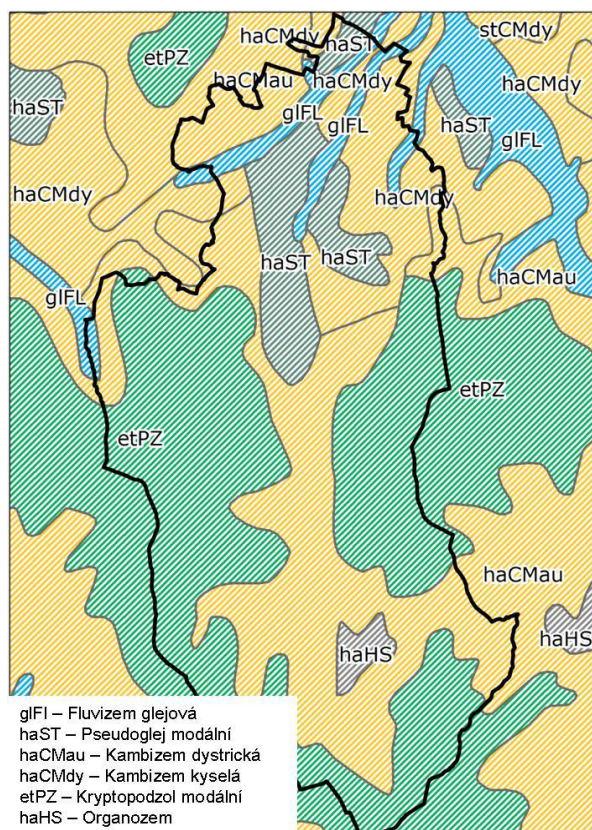 haCMdy
stCMdy
haST
etPZ
haCMau
haCMdy
haCMdy
haST
glFL
glFL
haST
glFL
haCMdy
haCMdy
haST
haST
haCMau
glFL
etPZ
etPZ
haCMau
haHS
haHS
glFl – Fluvizem glejová
haST – Pseudoglej modální
haCMau – Kambizem dystrická
haCMdy – Kambizem kyselá
etPZ – Kryptopodzol modální
haHS – Organozem